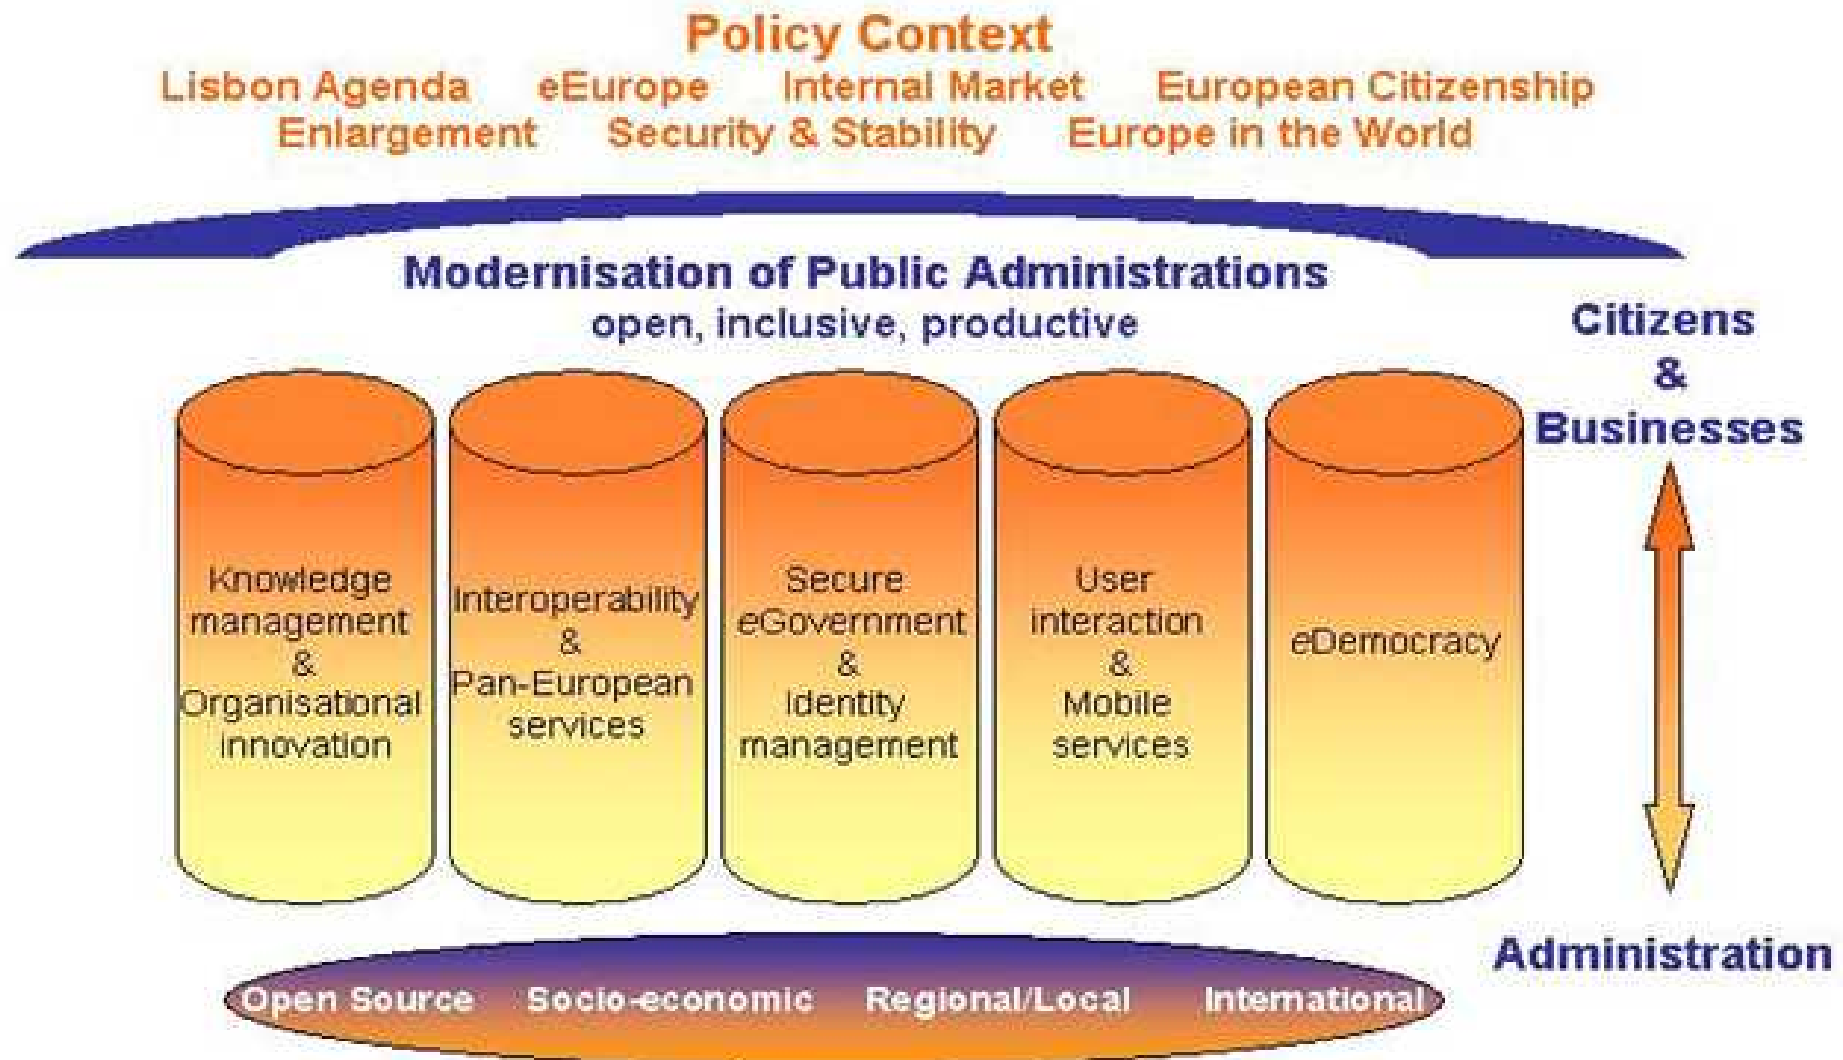 Policy Context
Lisbon Agenda eEurope Internal Market European Citizenship
Enlargement Security & Stability Europe in the World
Modernisation of Public Administrations
open, inclusive, productive
Citizens
&
Businesses
Knowledge
management
&
Organisational
innovation
Interoperability
&
Pan-European
services
Secure
eGovernment
&
Identity
management
User
interaction
&
Mobile
services
eDemocracy
Administration
Open Source Socio-economic Regional/Local International